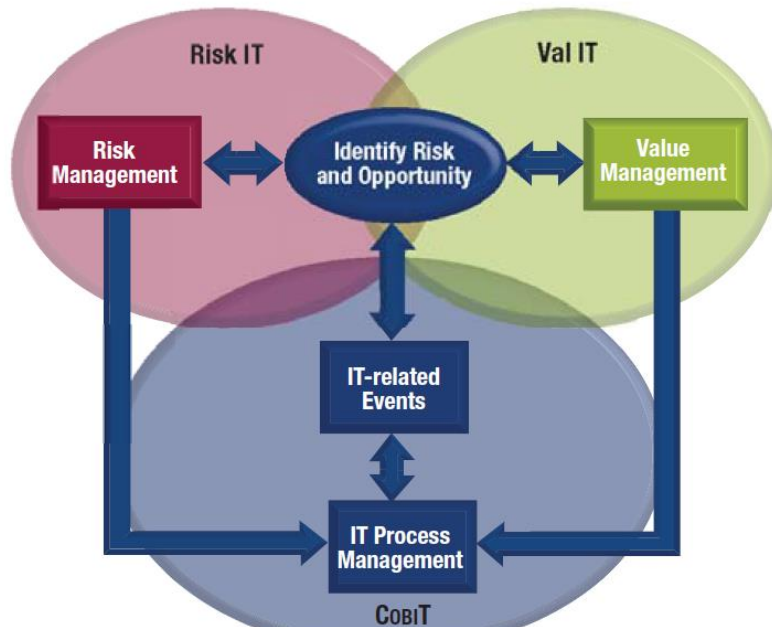 Risk IT
Val IT
Risk
Management
Identify Risk
and Opportunity
Value
Management
IT-related
Events
IT Process
Management
COBIT